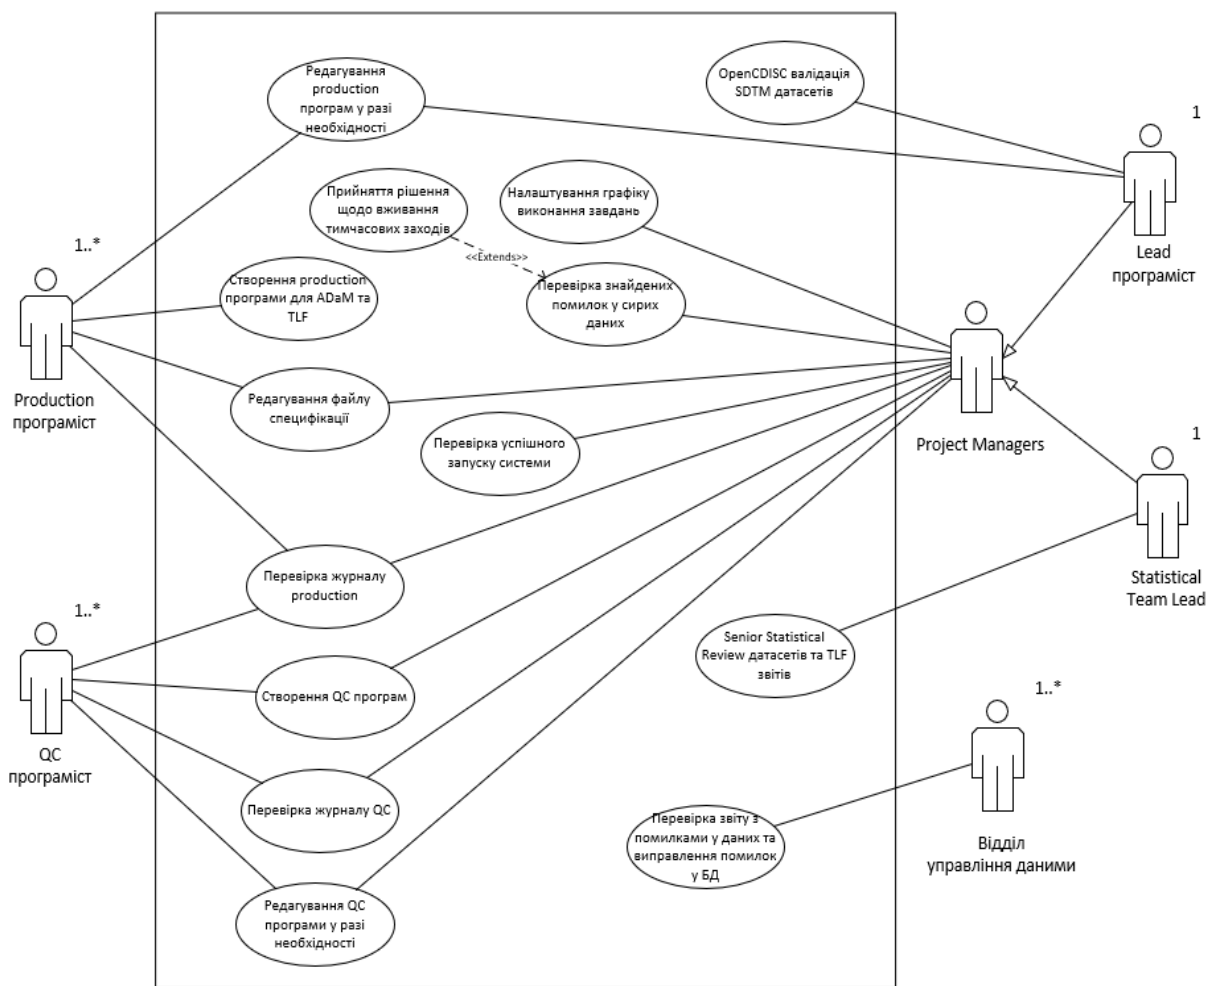 Редагування
production
програм у разі
необхідності
OpenCDISC валідація
SDTM датасетів
1
Lead
програміст
Прийняття рішення
щодо вживання
тимчасових заходів
Налаштування графіку
виконання завдань
<<Extends>>
1..*
Production
програміст
Створення production
програми для ADaM та
TLF
Перевірка знайдених
помилок у сирих
даних
Project Managers
Редагування файлу
специфікації
Перевірка успішного
запуску системи
1
Statistical
Team Lead
Перевірка журналу
production
1..*
QC
програміст
Senior Statistical
Review датасетів та TLF
звітів
Створення QC програм
1..*
Відділ
управління даними
Перевірка журналу QC
Перевірка звіту з
помилками у даних та
виправлення помилок
у БД
Редагування QC
програми у разі
необхідності